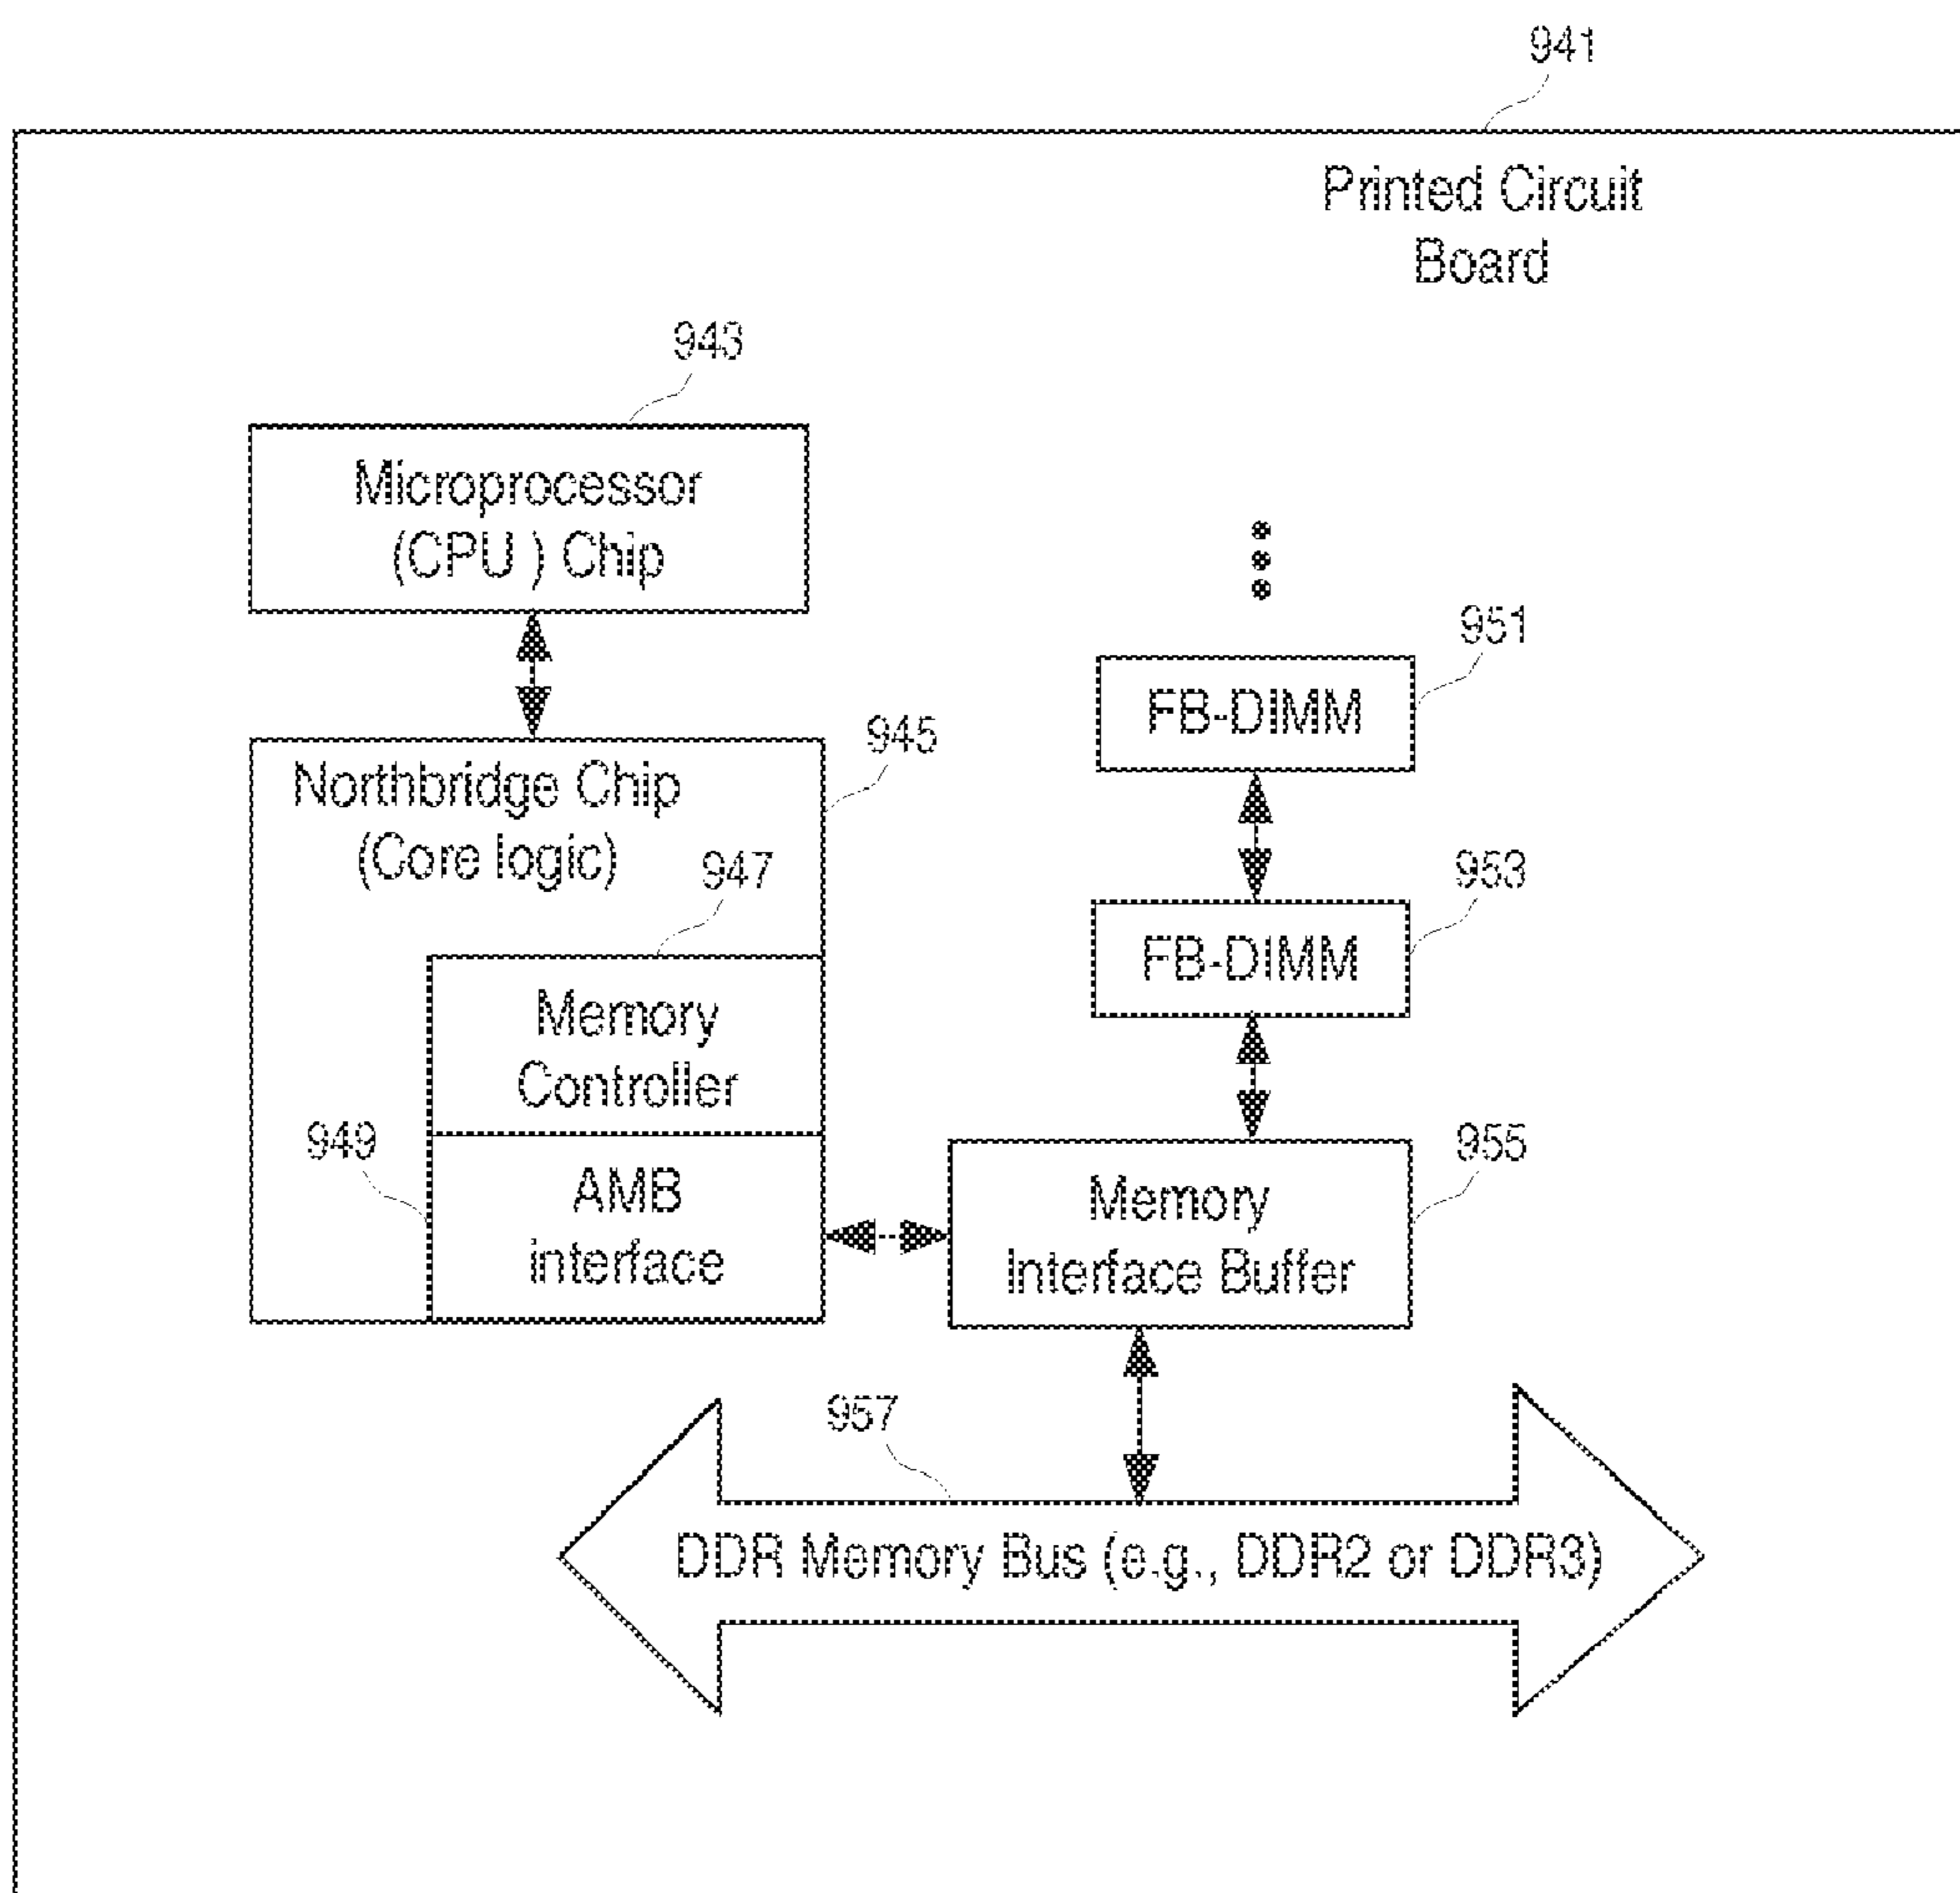 941
Printed Circuit
Board
943
Microprocessor
(CPU ) Chip
951
FB-DIMM
945
Northbridge Chip
(Core logic)
947
953
FB-DIMM
Memory
Controller
949
955
AMB
interface
Memory
Interface Buffer
957
DDR Memory Bus (e.g., DDR2 or DDR3)